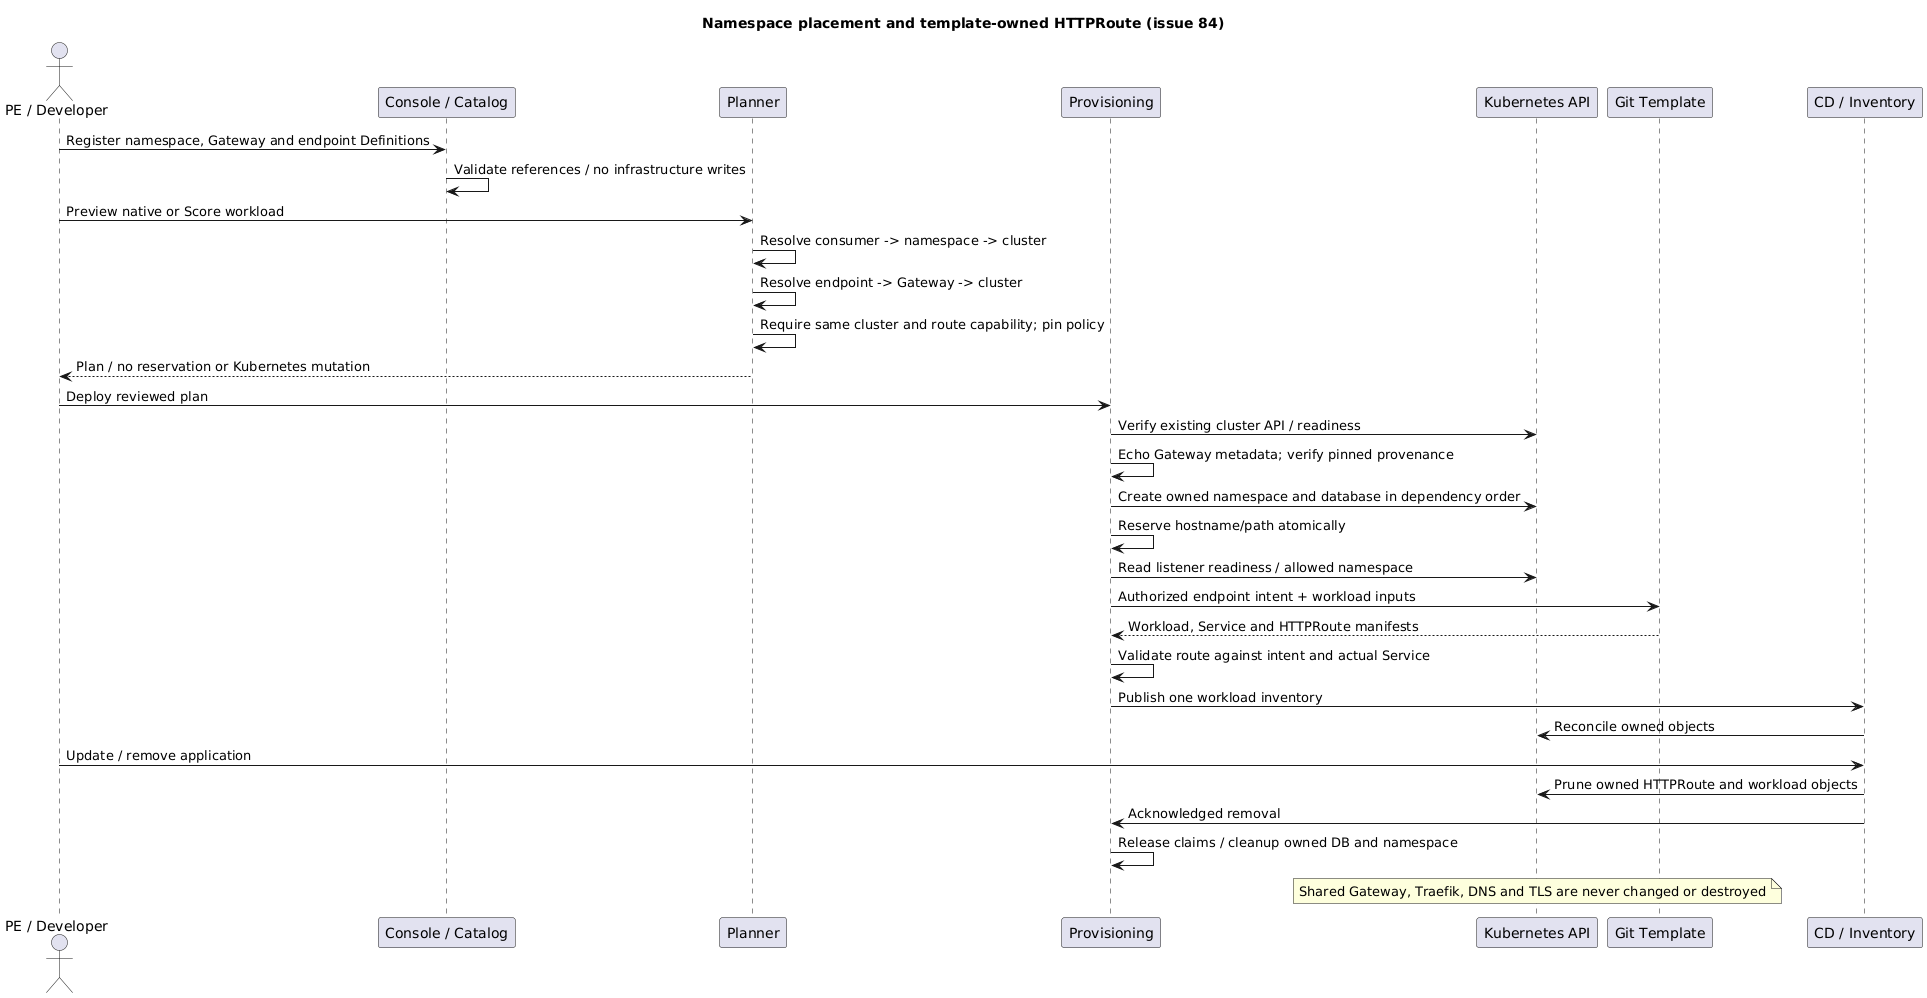 Namespace placement and template-owned HTTPRoute (issue 84)
PE / Developer
Console / Catalog
Planner
Provisioning
Kubernetes API
Git Template
CD / Inventory
Register namespace, Gateway and endpoint Definitions
Validate references / no infrastructure writes
Preview native or Score workload
Resolve consumer -> namespace -> cluster
Resolve endpoint -> Gateway -> cluster
Require same cluster and route capability; pin policy
Plan / no reservation or Kubernetes mutation
Deploy reviewed plan
Verify existing cluster API / readiness
Echo Gateway metadata; verify pinned provenance
Create owned namespace and database in dependency order
Reserve hostname/path atomically
Read listener readiness / allowed namespace
Authorized endpoint intent + workload inputs
Workload, Service and HTTPRoute manifests
Validate route against intent and actual Service
Publish one workload inventory
Reconcile owned objects
Update / remove application
Prune owned HTTPRoute and workload objects
Acknowledged removal
Release claims / cleanup owned DB and namespace
Shared Gateway, Traefik, DNS and TLS are never changed or destroyed
PE / Developer
Console / Catalog
Planner
Provisioning
Kubernetes API
Git Template
CD / Inventory